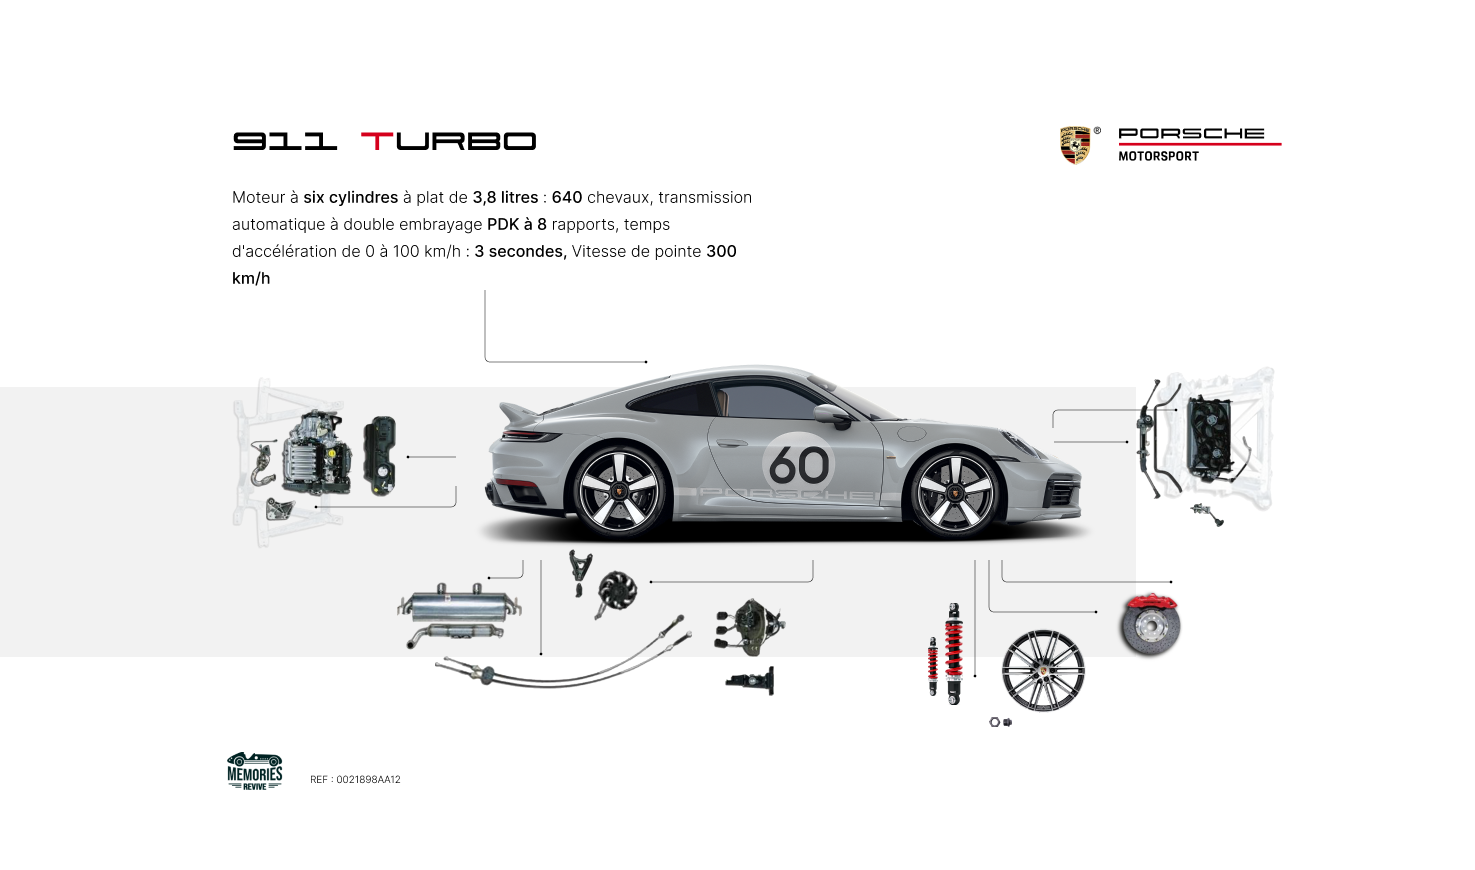 911 TURBO
PORSCHE
®
PORSCHE
MOTORSPORT
Moteur à six cylindres à plat de 3,8 litres : 640 chevaux, transmission
automatique à double embrayage PDK à 8 rapports, temps
d'accélération de 0 à 100 km/h : 3 secondes, Vitesse de pointe 300
km/h
60
PORSCHE
MEMORIES
REVIVE
REF : 0021898AA12